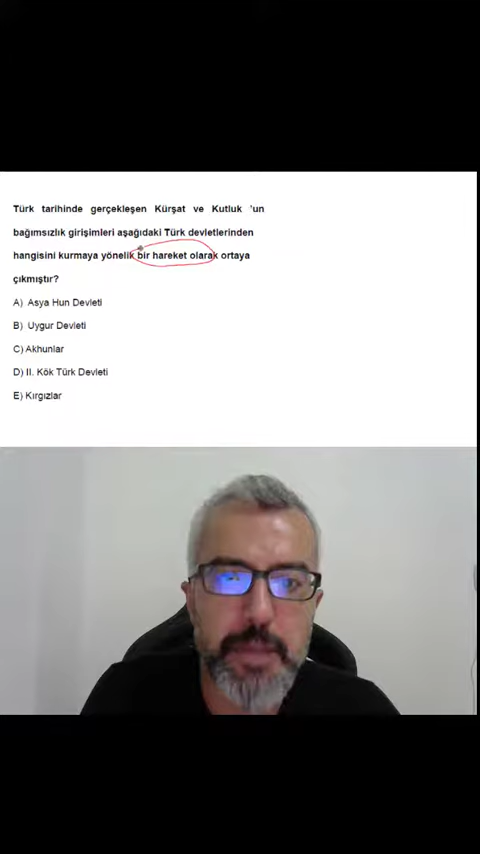 Türk tarihinde gerçekleşen Kürşat ve Kutluk 'un
bağımsızlık girişimleri aşağıdaki Türk devletlerinden
hangisini kurmaya yönelik bir hareket olarak ortaya
çıkmıştır?
A) Asya Hun Devleti
B) Uygur Devleti
C) Akhunlar
D) II. Kök Türk Devleti
E) Kırgızlar